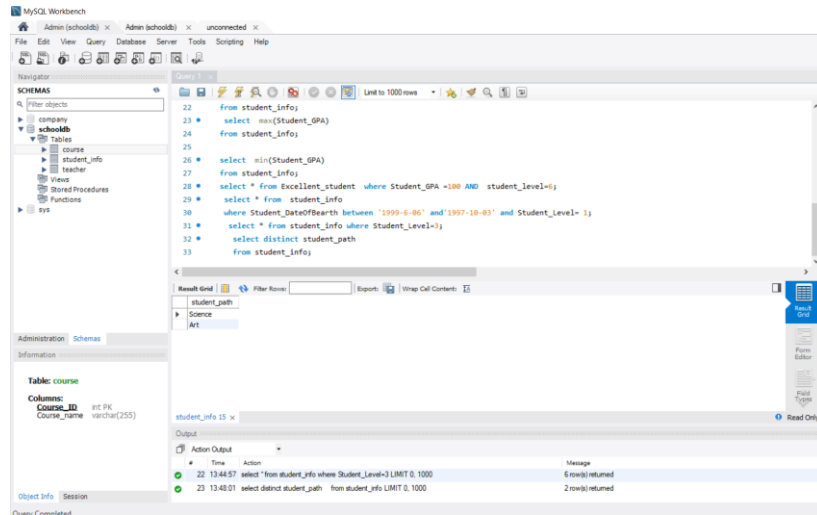 MySQL Workbench
Admin (schooldb) × Admin (schooldb) × unconnected ×
File Edit View Query Database Server Tools Scripting Help
Navigator
Query 1 ×
SCHEMAS
Filter objects
company
schooldb
Tables
course
student_info
teacher
Views
Stored Procedures
Functions
sys
Administration Schemas
Information
Table: course
Columns:
Course_ID int PK
Course_name varchar(255)
Object Info Session
Query Completed
Limit to 1000 rows
22 from student_info;
23 select max(Student_GPA)
24 from student_info;
25
26 select min(Student_GPA)
27 from student_info;
28 select * from Excellent_student where Student_GPA =100 AND student_level=6;
29 select * from student_info
30 where Student_DateOfBearth between '1999-6-06' and'1997-10-03' and Student_Level= 1;
31 select * from student_info where Student_Level=3;
32 select distinct student_path
33 from student_info;
Result Grid Filter Rows: Export: Wrap Cell Content:
student_path
Science
Art
Result Grid
Form Editor
Field Types
student_info 15 ×
Read Only
Output
Action Output
# Time Action Message
22 13:44:57 select * from student_info where Student_Level=3 LIMIT 0, 1000 6 row(s) returned
23 13:48:01 select distinct student_path from student_info LIMIT 0, 1000 2 row(s) returned